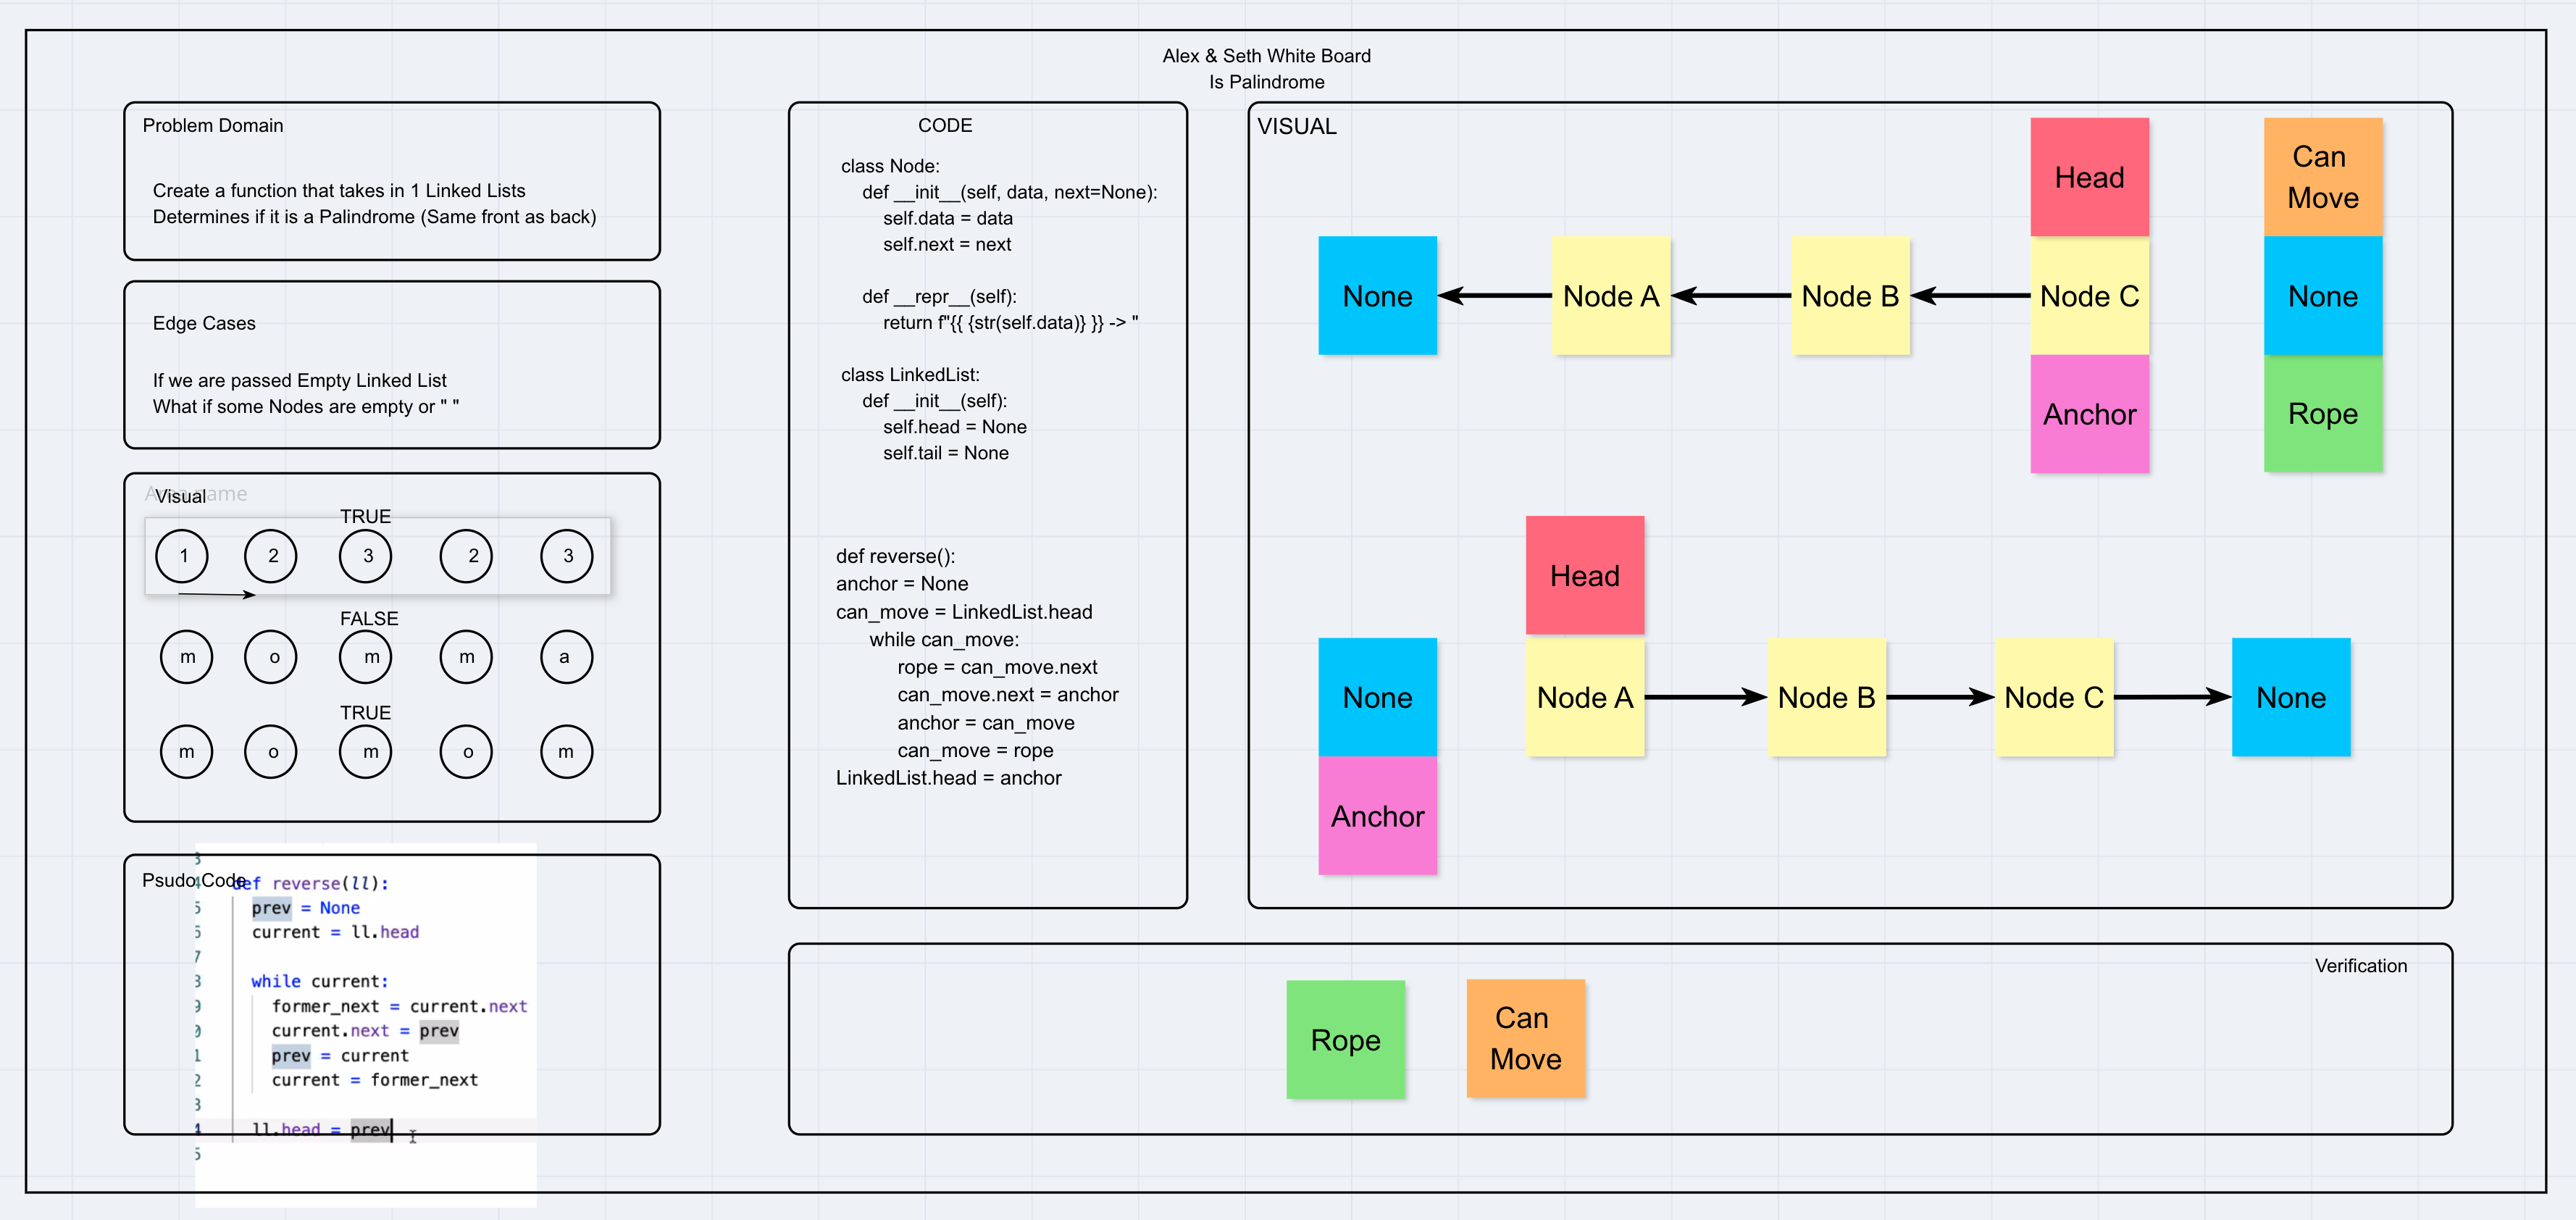 Alex & Seth White Board
Is Palindrome
Problem Domain
Create a function that takes in 1 Linked Lists
Determines if it is a Palindrome (Same front as back)
Edge Cases
If we are passed Empty Linked List
What if some Nodes are empty or " "
Area name
Visual
TRUE
1 2 3 2 3
FALSE
m o m m a
TRUE
m o m o m
Psudo Code
3
4 def reverse(ll):
5 prev = None
6 current = ll.head
7
8 while current:
9 former_next = current.next
0 current.next = prev
1 prev = current
2 current = former_next
3
4 ll.head = prev
5
CODE
class Node:
def __init__(self, data, next=None):
self.data = data
self.next = next
def __repr__(self):
return f"{{ {str(self.data)} }} -> "
class LinkedList:
def __init__(self):
self.head = None
self.tail = None
def reverse():
anchor = None
can_move = LinkedList.head
while can_move:
rope = can_move.next
can_move.next = anchor
anchor = can_move
can_move = rope
LinkedList.head = anchor
VISUAL
Head
Can
Move
None
Node A
Node B
Node C
None
Anchor
Rope
Head
None
Node A
Node B
Node C
None
Anchor
Verification
Rope
Can
Move